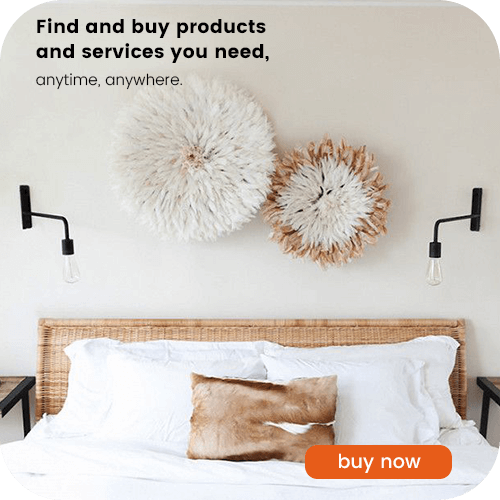 Find and buy products
and services you need,
anytime, anywhere.
buy now